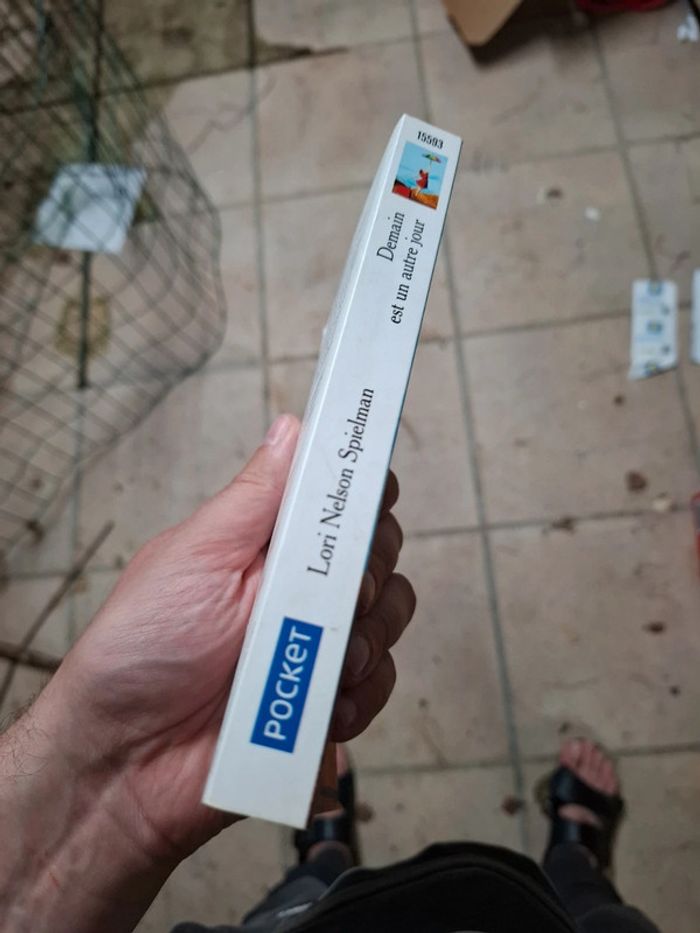 15593
Demain
est un autre jour
Lori Nelson Spielman
POCKET